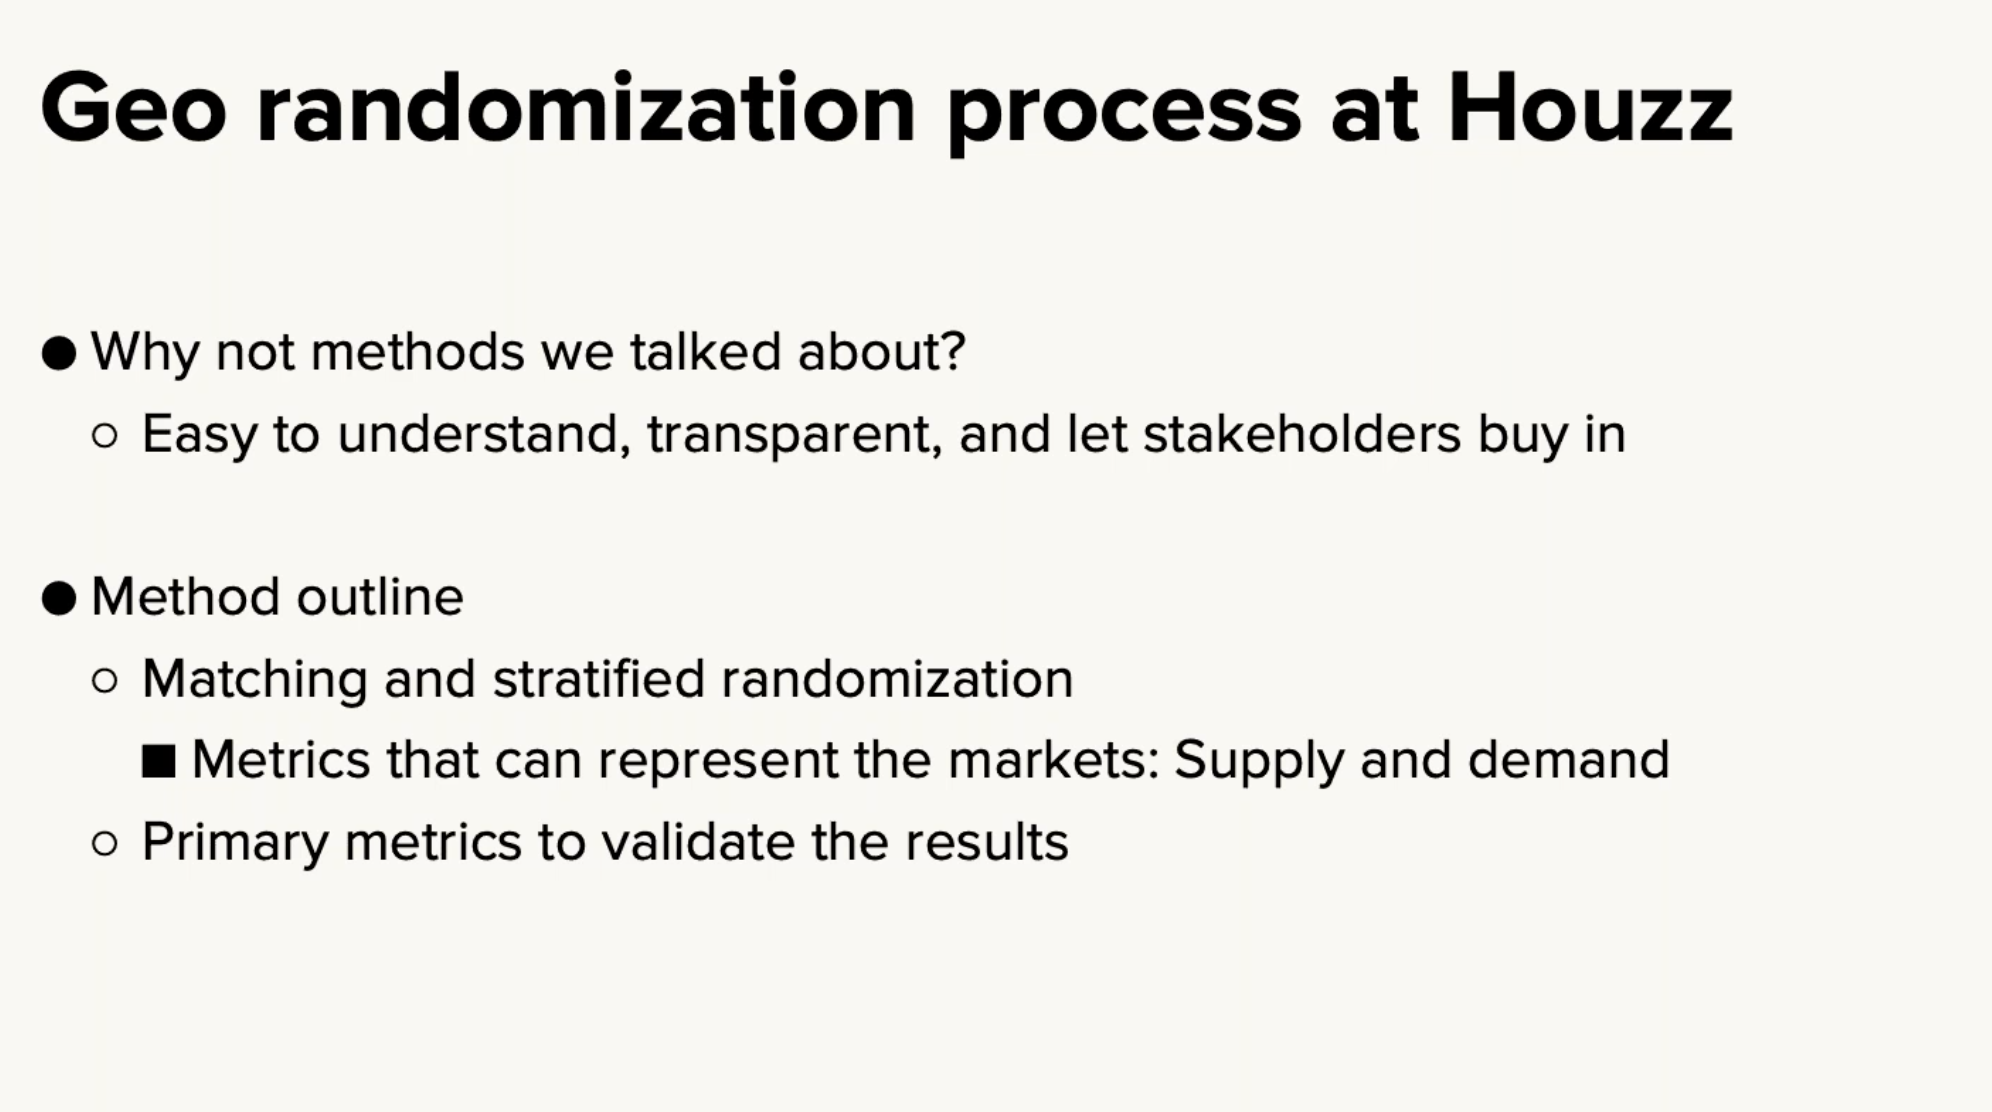 Geo randomization process at Houzz
● Why not methods we talked about?
○ Easy to understand, transparent, and let stakeholders buy in
● Method outline
○ Matching and stratified randomization
■ Metrics that can represent the markets: Supply and demand
○ Primary metrics to validate the results